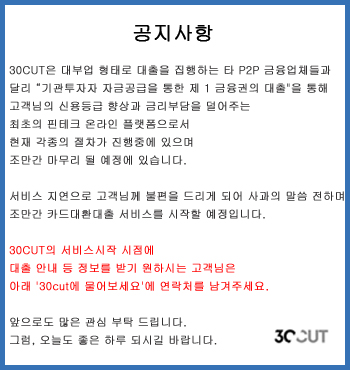 공지사항
30CUT은 대부업 형태로 대출을 집행하는 타 P2P 금융업체들과
달리 "기관투자자 자금공급을 통한 제 1 금융권의 대출"을 통해
고객님의 신용등급 향상과 금리부담을 덜어주는
최초의 핀테크 온라인 플랫폼으로서
현재 각종의 절차가 진행중에 있으며
조만간 마무리 될 예정에 있습니다.
서비스 지연으로 고객님께 불편을 드리게 되어 사과의 말씀 전하며
조만간 카드대환대출 서비스를 시작할 예정입니다.
30CUT의 서비스시작 시점에
대출 안내 등 정보를 받기 원하시는 고객님은
아래 '30cut에 물어보세요'에 연락처를 남겨주세요.
앞으로도 많은 관심 부탁 드립니다.
그럼, 오늘도 좋은 하루 되시길 바랍니다.
30CUT